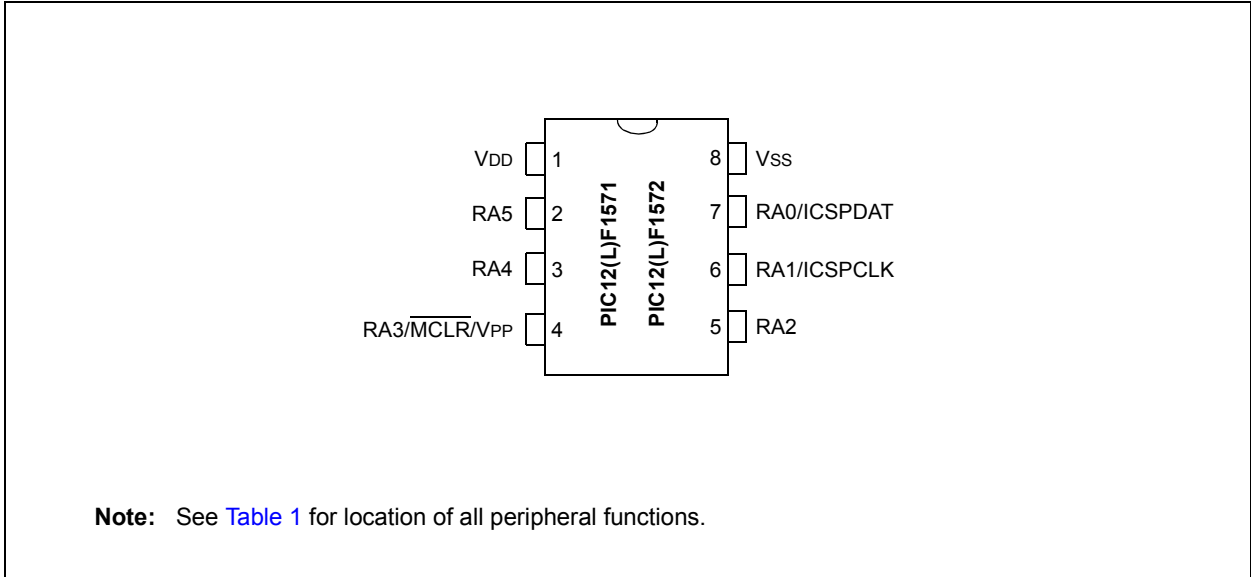 VDD 1 8 VSS
RA5 2 7 RA0/ICSPDAT
RA4 3 6 RA1/ICSPCLK
RA3/MCLR/VPP 4 5 RA2
PIC12(L)F1571
PIC12(L)F1572
Note: See Table 1 for location of all peripheral functions.